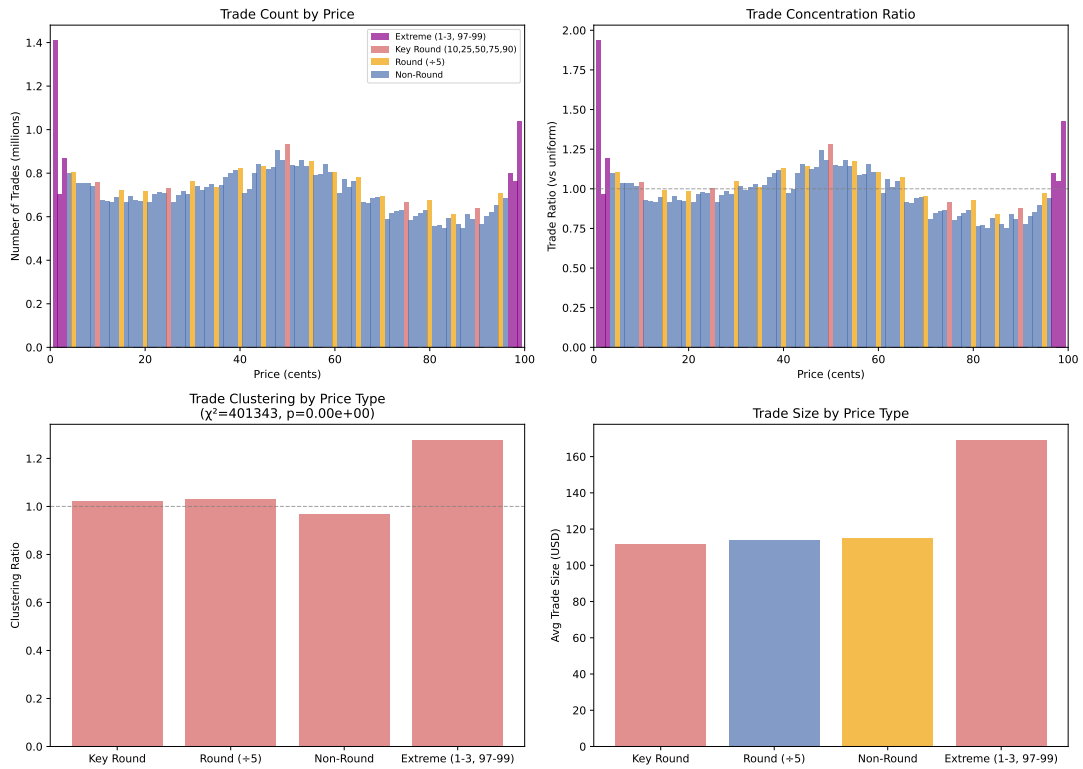 Trade Count by Price
Number of Trades (millions)
1.4
1.2
1.0
0.8
0.6
0.4
0.2
0.0
0
20
40
60
80
100
Price (cents)
Extreme (1-3, 97-99)
Key Round (10,25,50,75,90)
Round (÷5)
Non-Round
Trade Concentration Ratio
Trade Ratio (vs uniform)
2.00
1.75
1.50
1.25
1.00
0.75
0.50
0.25
0.00
0
20
40
60
80
100
Price (cents)
Trade Clustering by Price Type
(χ²=401343, p=0.00e+00)
Clustering Ratio
1.2
1.0
0.8
0.6
0.4
0.2
0.0
Key Round
Round (÷5)
Non-Round
Extreme (1-3, 97-99)
Trade Size by Price Type
Avg Trade Size (USD)
160
140
120
100
80
60
40
20
0
Key Round
Round (÷5)
Non-Round
Extreme (1-3, 97-99)